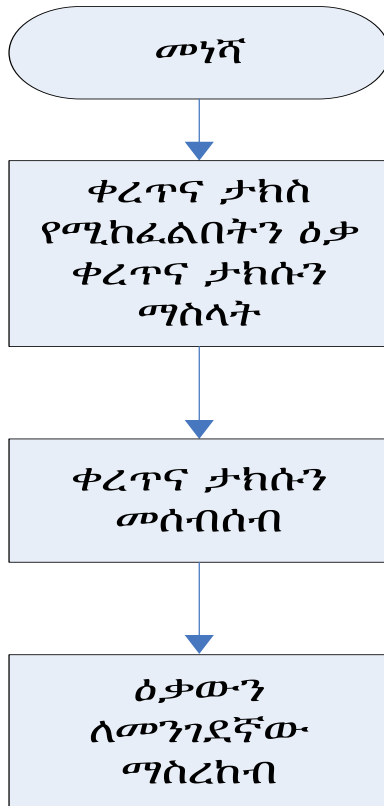 መነሻ
ቀረጥና ታክስ
የሚከፈልበትን ዕቃ
ቀረጥና ታክሱን
ማስላት
ቀረጥና ታክሱን
መሰብሰብ
ዕቃውን
ለመንገደኛው
ማስረከብ